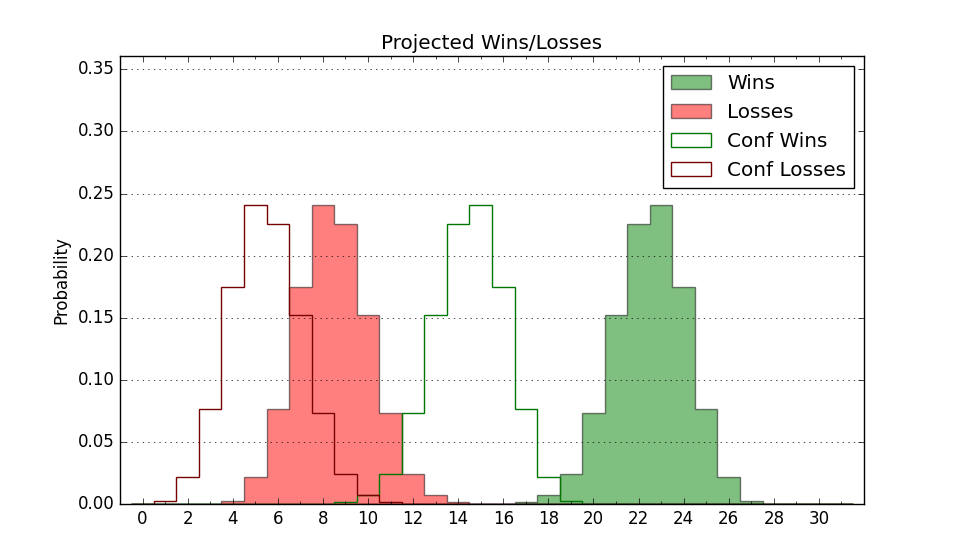 Projected Wins/Losses
Wins
Losses
Conf Wins
Conf Losses
Probability
0.35
0.30
0.25
0.20
0.15
0.10
0.05
0.00
0 2 4 6 8 10 12 14 16 18 20 22 24 26 28 30